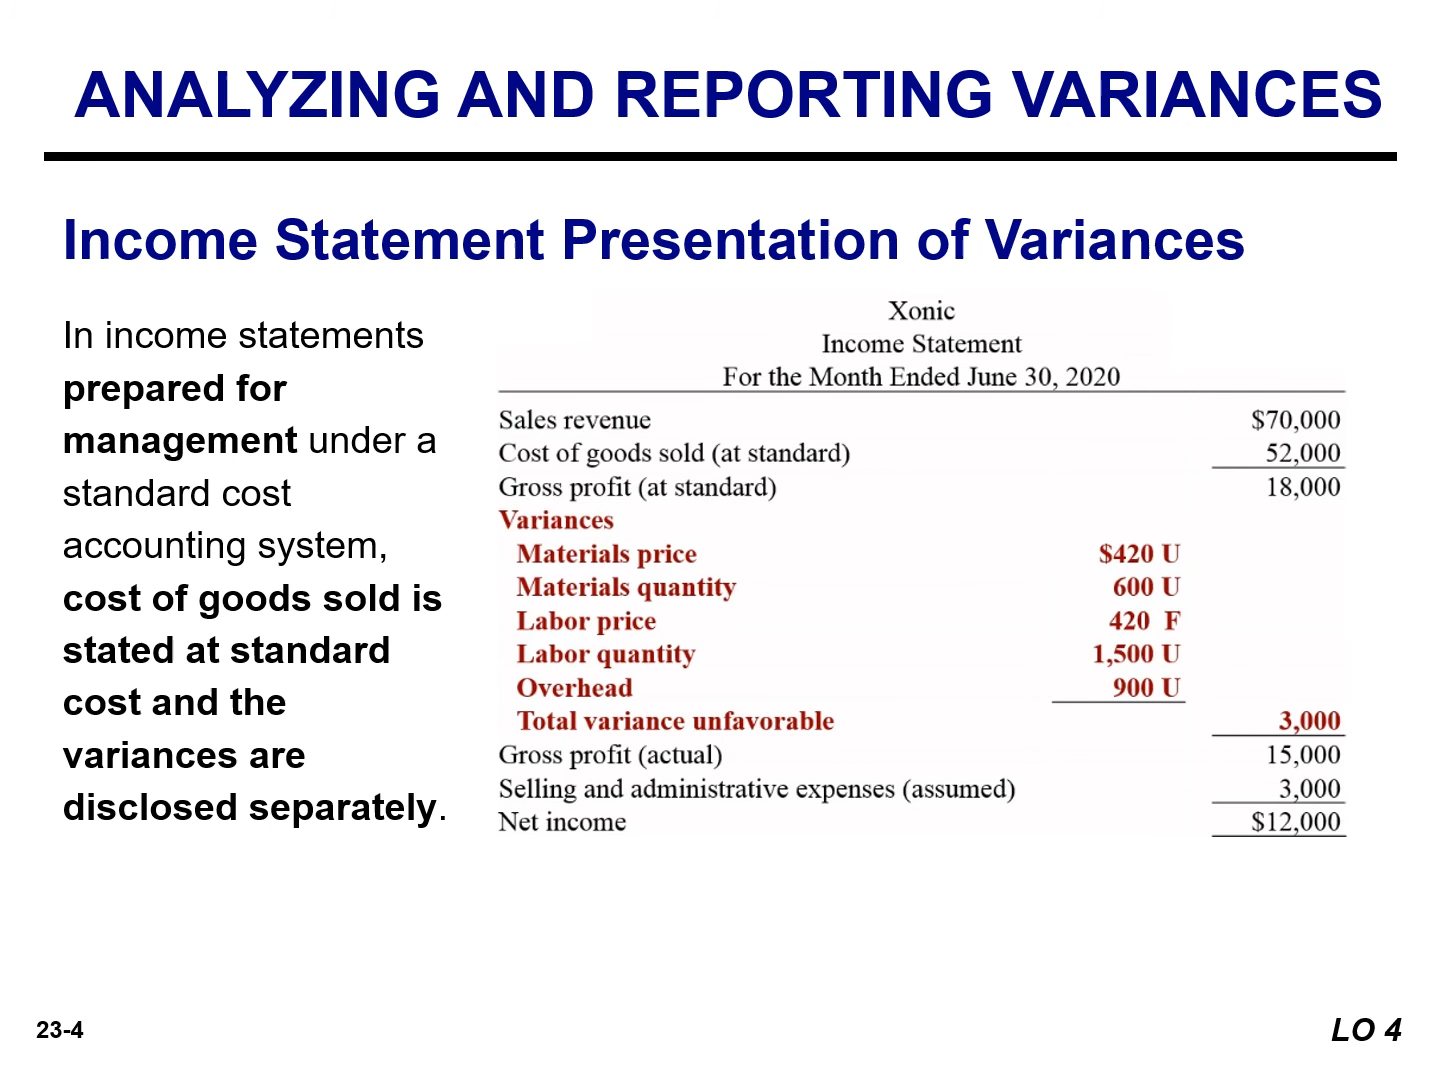 ANALYZING AND REPORTING VARIANCES
Income Statement Presentation of Variances
In income statements
prepared for
management under a
standard cost
accounting system,
cost of goods sold is
stated at standard
cost and the
variances are
disclosed separately.
Xonic
Income Statement
For the Month Ended June 30, 2020
Sales revenue $70,000
Cost of goods sold (at standard) 52,000
Gross profit (at standard) 18,000
Variances
Materials price $420 U
Materials quantity 600 U
Labor price 420 F
Labor quantity 1,500 U
Overhead 900 U
Total variance unfavorable 3,000
Gross profit (actual) 15,000
Selling and administrative expenses (assumed) 3,000
Net income $12,000
23-4
LO 4